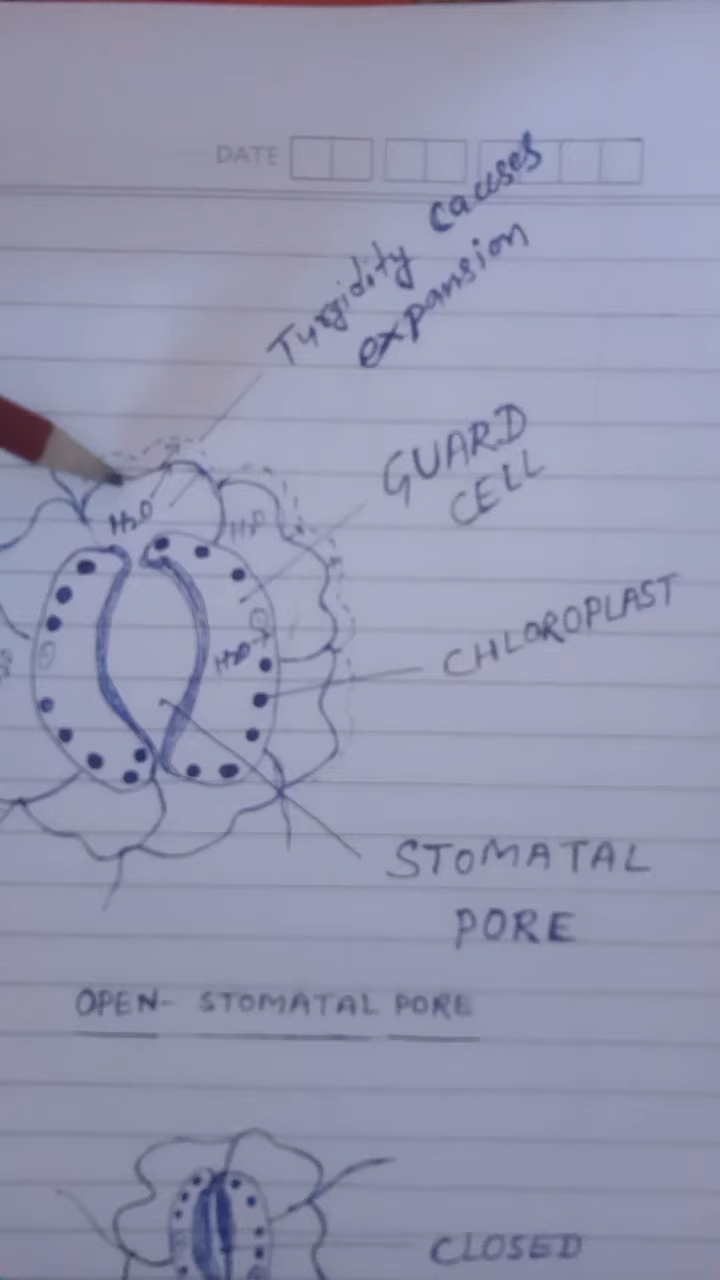 DATE
Turgidity causes
expansion
GUARD
CELL
H2O
H2O
H2O
CHLOROPLAST
STOMATAL
PORE
OPEN- STOMATAL PORE
CLOSED